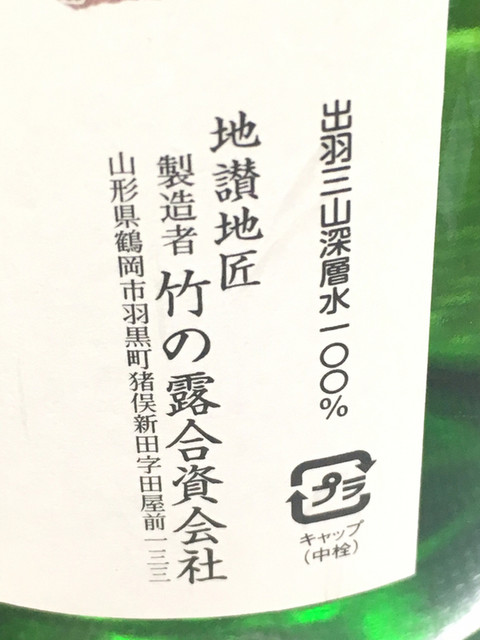 出羽三山深層水一〇〇％
プラ
キャップ
（中栓）
地讃地匠
製造者 竹の露合資会社
山形県鶴岡市羽黒町猪俣新田字田屋前一二三